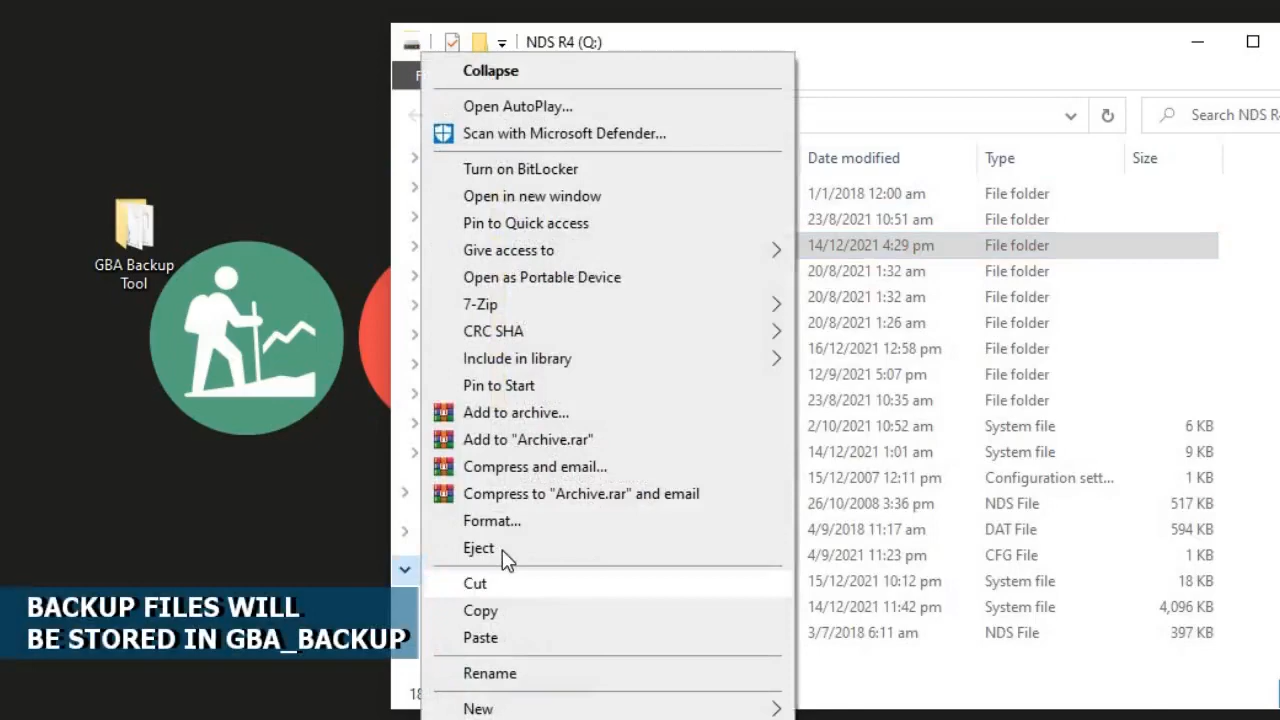 NDS R4 (Q:)
Search NDS R4
Date modified Type Size
1/1/2018 12:00 am File folder
23/8/2021 10:51 am File folder
14/12/2021 4:29 pm File folder
20/8/2021 1:32 am File folder
20/8/2021 1:32 am File folder
20/8/2021 1:26 am File folder
16/12/2021 12:58 pm File folder
12/9/2021 5:07 pm File folder
23/8/2021 10:35 am File folder
2/10/2021 10:52 am System file 6 KB
14/12/2021 1:01 am System file 9 KB
15/12/2007 12:11 pm Configuration sett... 1 KB
26/10/2008 3:36 pm NDS File 517 KB
4/9/2018 11:17 am DAT File 594 KB
4/9/2021 11:23 pm CFG File 1 KB
15/12/2021 10:12 pm System file 18 KB
14/12/2021 11:42 pm System file 4,096 KB
3/7/2018 6:11 am NDS File 397 KB
Collapse
Open AutoPlay...
Scan with Microsoft Defender...
Turn on BitLocker
Open in new window
Pin to Quick access
Give access to
Open as Portable Device
7-Zip
CRC SHA
Include in library
Pin to Start
Add to archive...
Add to "Archive.rar"
Compress and email...
Compress to "Archive.rar" and email
Format...
Eject
Cut
Copy
Paste
Rename
New
GBA Backup
Tool
BACKUP FILES WILL
BE STORED IN GBA_BACKUP